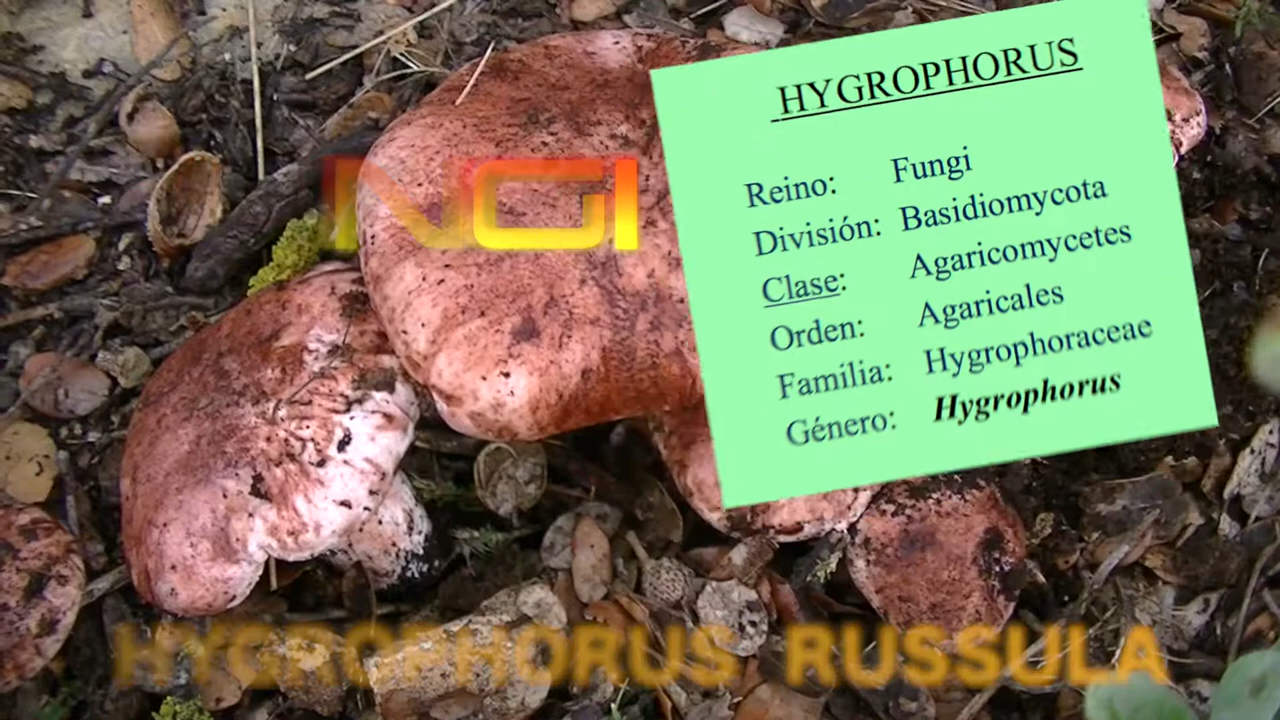 HYGROPHORUS
Reino: Fungi
División: Basidiomycota
Clase: Agaricomycetes
Orden: Agaricales
Familia: Hygrophoraceae
Género: Hygrophorus
NGI
HYGROPHORUS RUSSULA